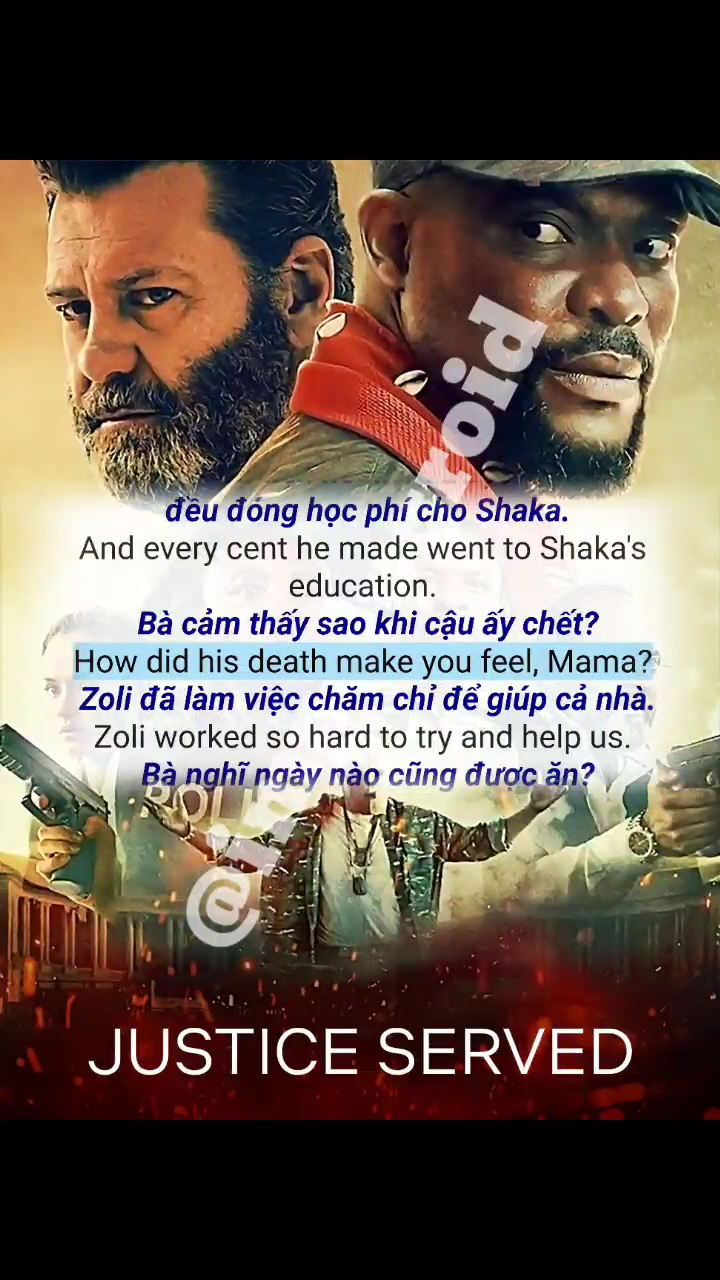 đều đóng học phí cho Shaka.
And every cent he made went to Shaka's
education.
Bà cảm thấy sao khi cậu ấy chết?
How did his death make you feel, Mama?
Zoli đã làm việc chăm chỉ để giúp cả nhà.
Zoli worked so hard to try and help us.
Bà nghĩ ngày nào cũng được ăn?
JUSTICE SERVED